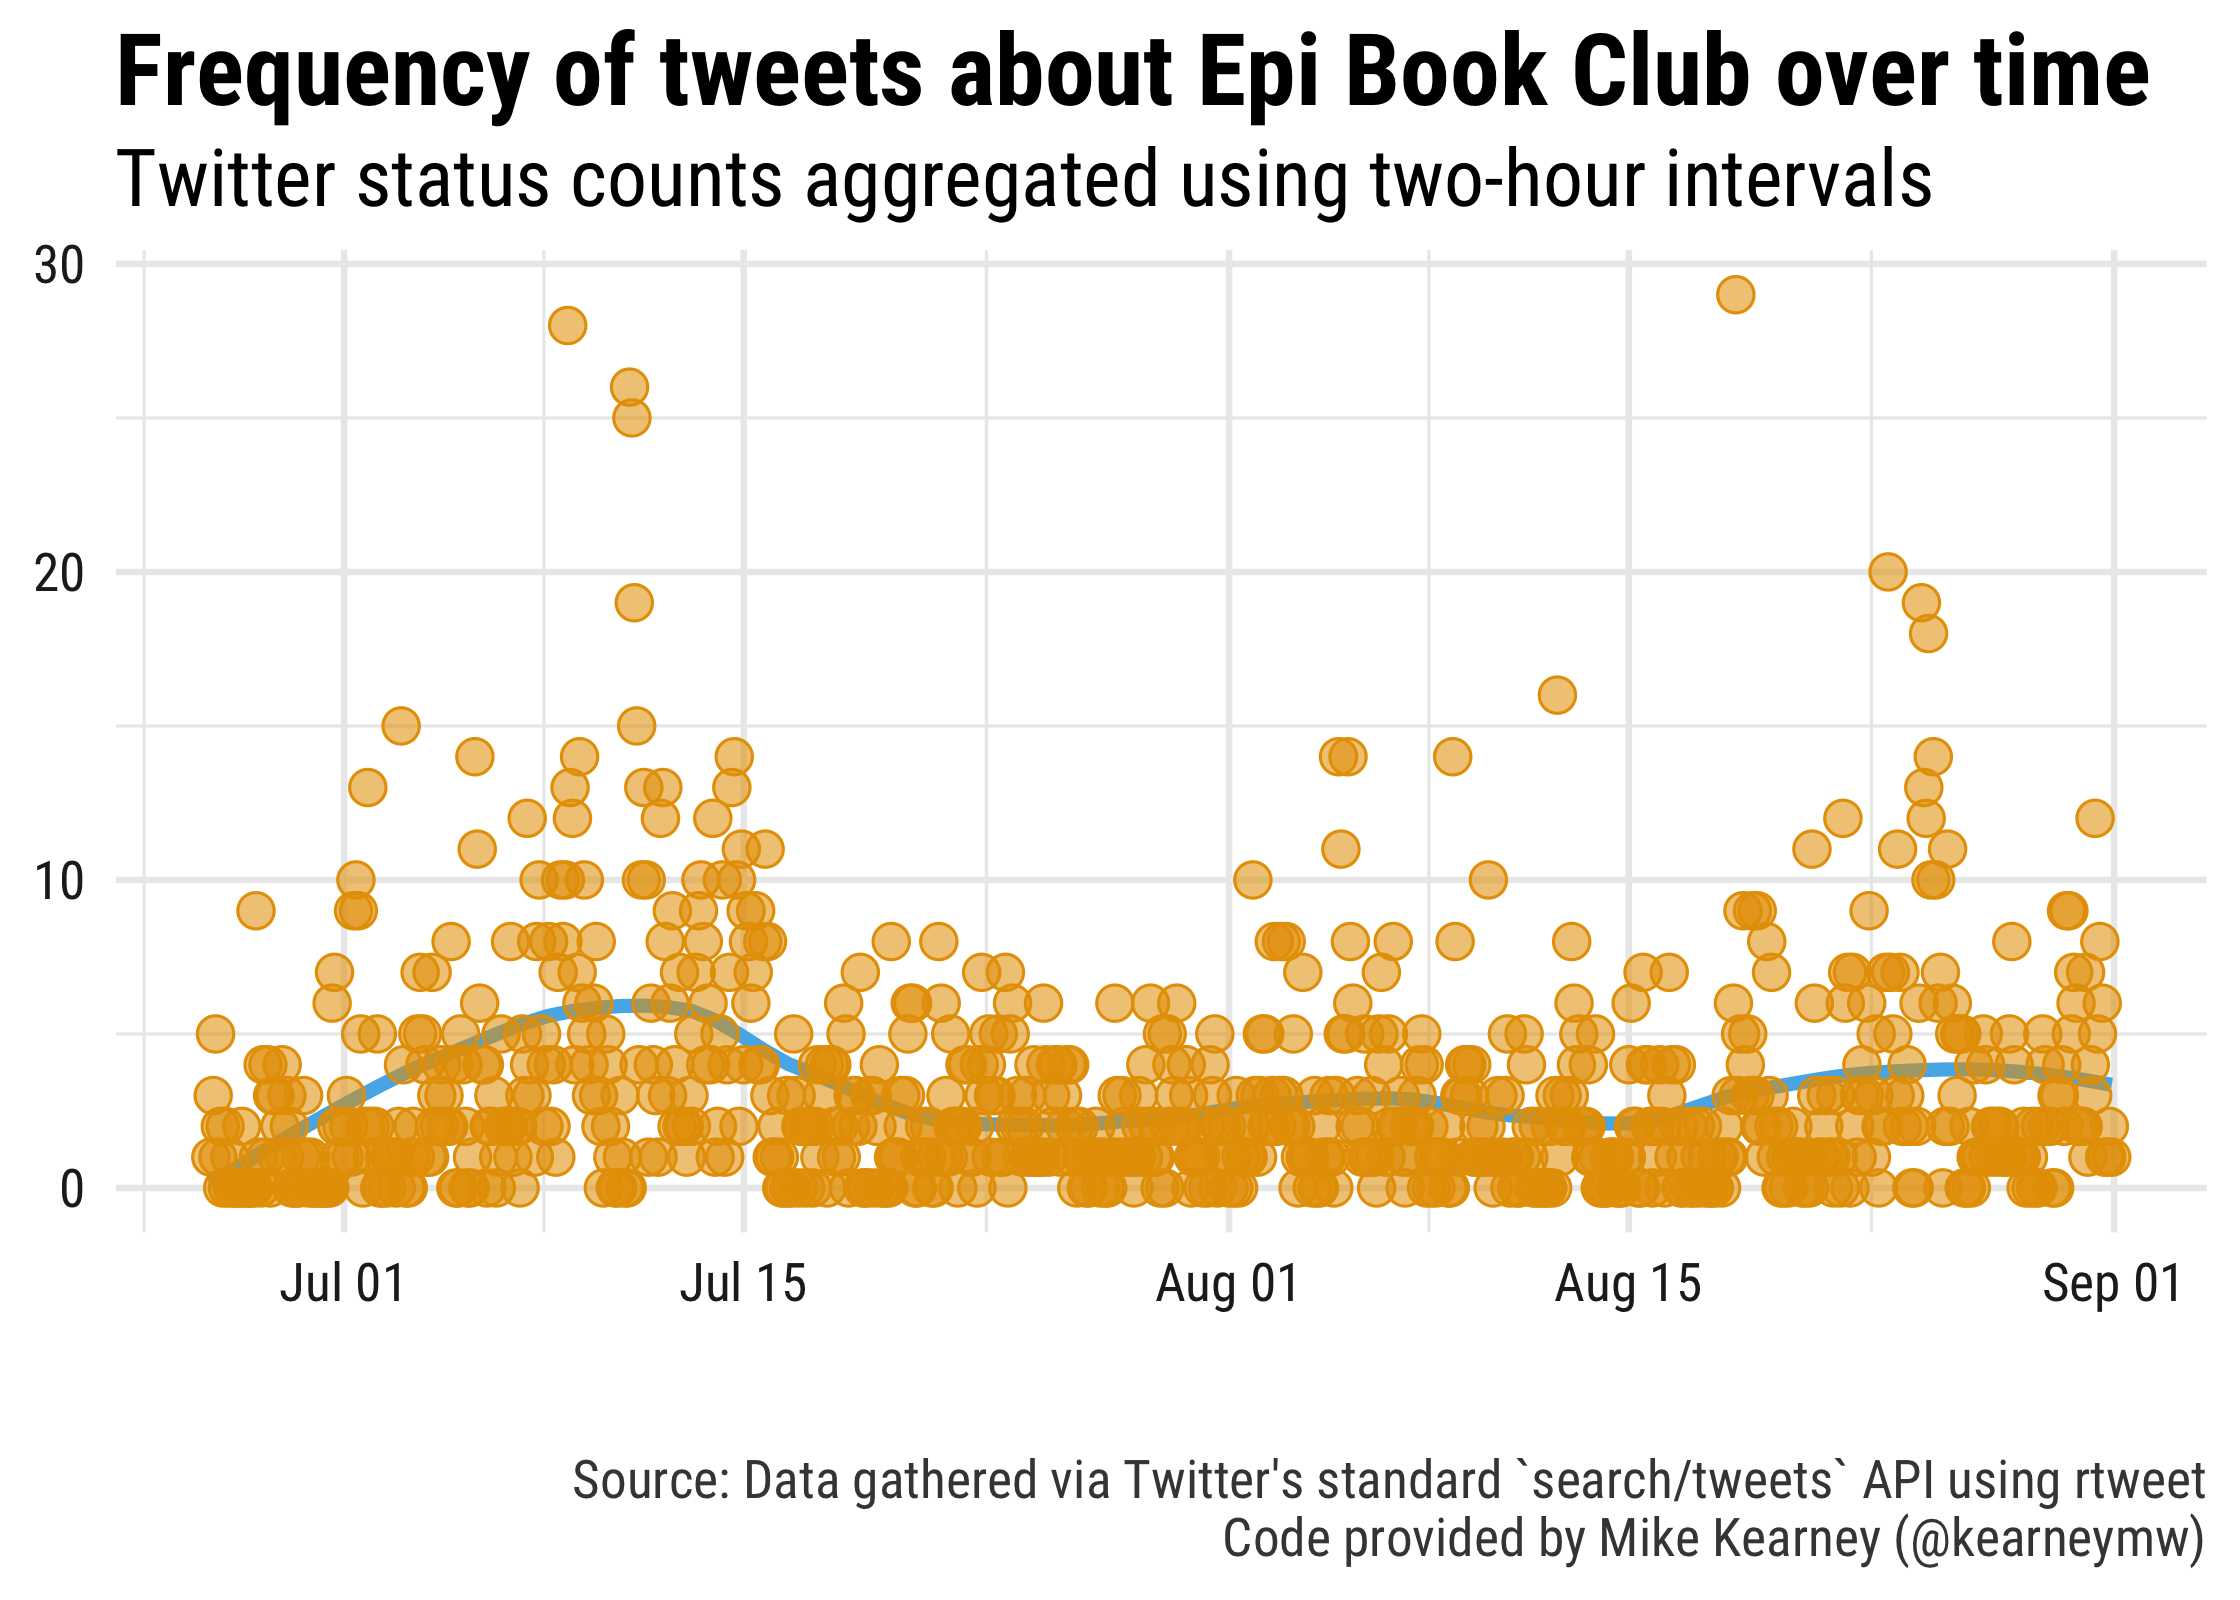 Frequency of tweets about Epi Book Club over time
Twitter status counts aggregated using two-hour intervals
30
20
10
0
Jul 01 Jul 15 Aug 01 Aug 15 Sep 01
Source: Data gathered via Twitter's standard `search/tweets` API using rtweet
Code provided by Mike Kearney (@kearneymw)